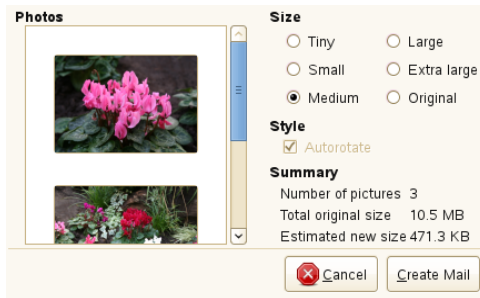 Photos
Size
Tiny
Large
Small
Extra large
Medium
Original
Style
Autorotate
Summary
Number of pictures 3
Total original size 10.5 MB
Estimated new size 471.3 KB
Cancel
Create Mail